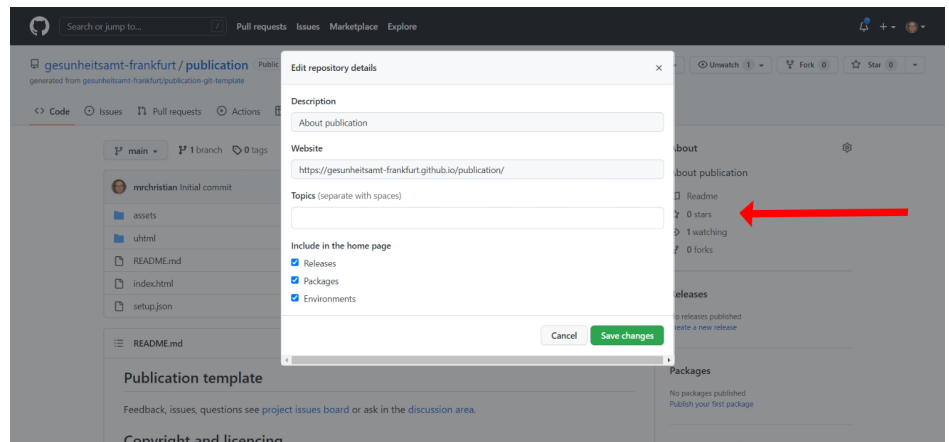 Search or jump to... / Pull requests Issues Marketplace Explore
gesunheitsamt-frankfurt / publication Public
generated from gesunheitsamt-frankfurt/publication-git-template
Unwatch 1 Fork 0 Star 0
Code Issues Pull requests Actions
main 1 branch 0 tags
mrchristian Initial commit
assets
uhtml
README.md
index.html
setup.json
README.md
Publication template
Feedback, issues, questions see project issues board or ask in the discussion area.
Copyright and licencing
Edit repository details
Description
About publication
Website
https://gesunheitsamt-frankfurt.github.io/publication/
Topics (separate with spaces)
Include in the home page
Releases
Packages
Environments
Cancel Save changes
About
About publication
Readme
0 stars
1 watching
0 forks
Releases
No releases published
Create a new release
Packages
No packages published
Publish your first package